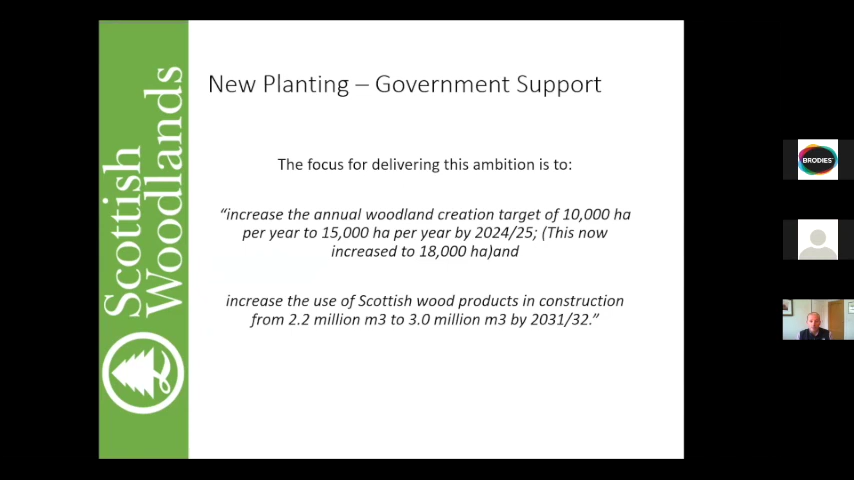 New Planting – Government Support
The focus for delivering this ambition is to:
“increase the annual woodland creation target of 10,000 ha
per year to 15,000 ha per year by 2024/25; (This now
increased to 18,000 ha)and
increase the use of Scottish wood products in construction
from 2.2 million m3 to 3.0 million m3 by 2031/32.”
Scottish
Woodlands
BRODIES